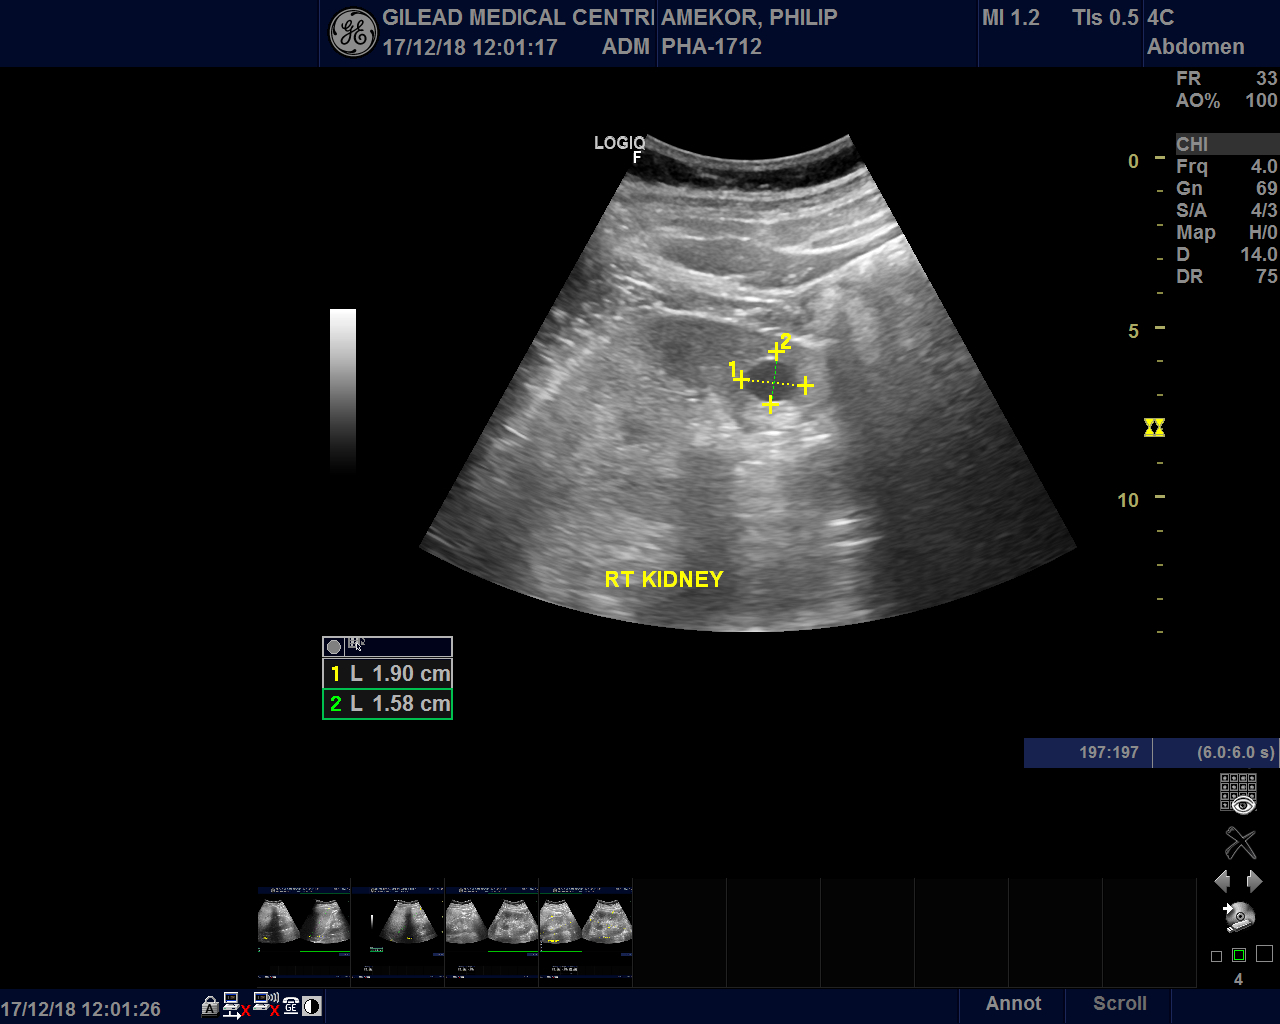 GILEAD MEDICAL CENTR
AMEKOR, PHILIP
MI 1.2 TIs 0.5
4C
17/12/18 12:01:17 ADM
PHA-1712
Abdomen
FR 33
AO% 100
CHI
Frq 4.0
Gn 69
S/A 4/3
Map H/0
D 14.0
DR 75
LOGIQ
F
0
5
10
1
2
RT KIDNEY
1 L 1.90 cm
2 L 1.58 cm
197:197 (6.0:6.0 s)
4
17/12/18 12:01:26
A
GE
Annot
Scroll